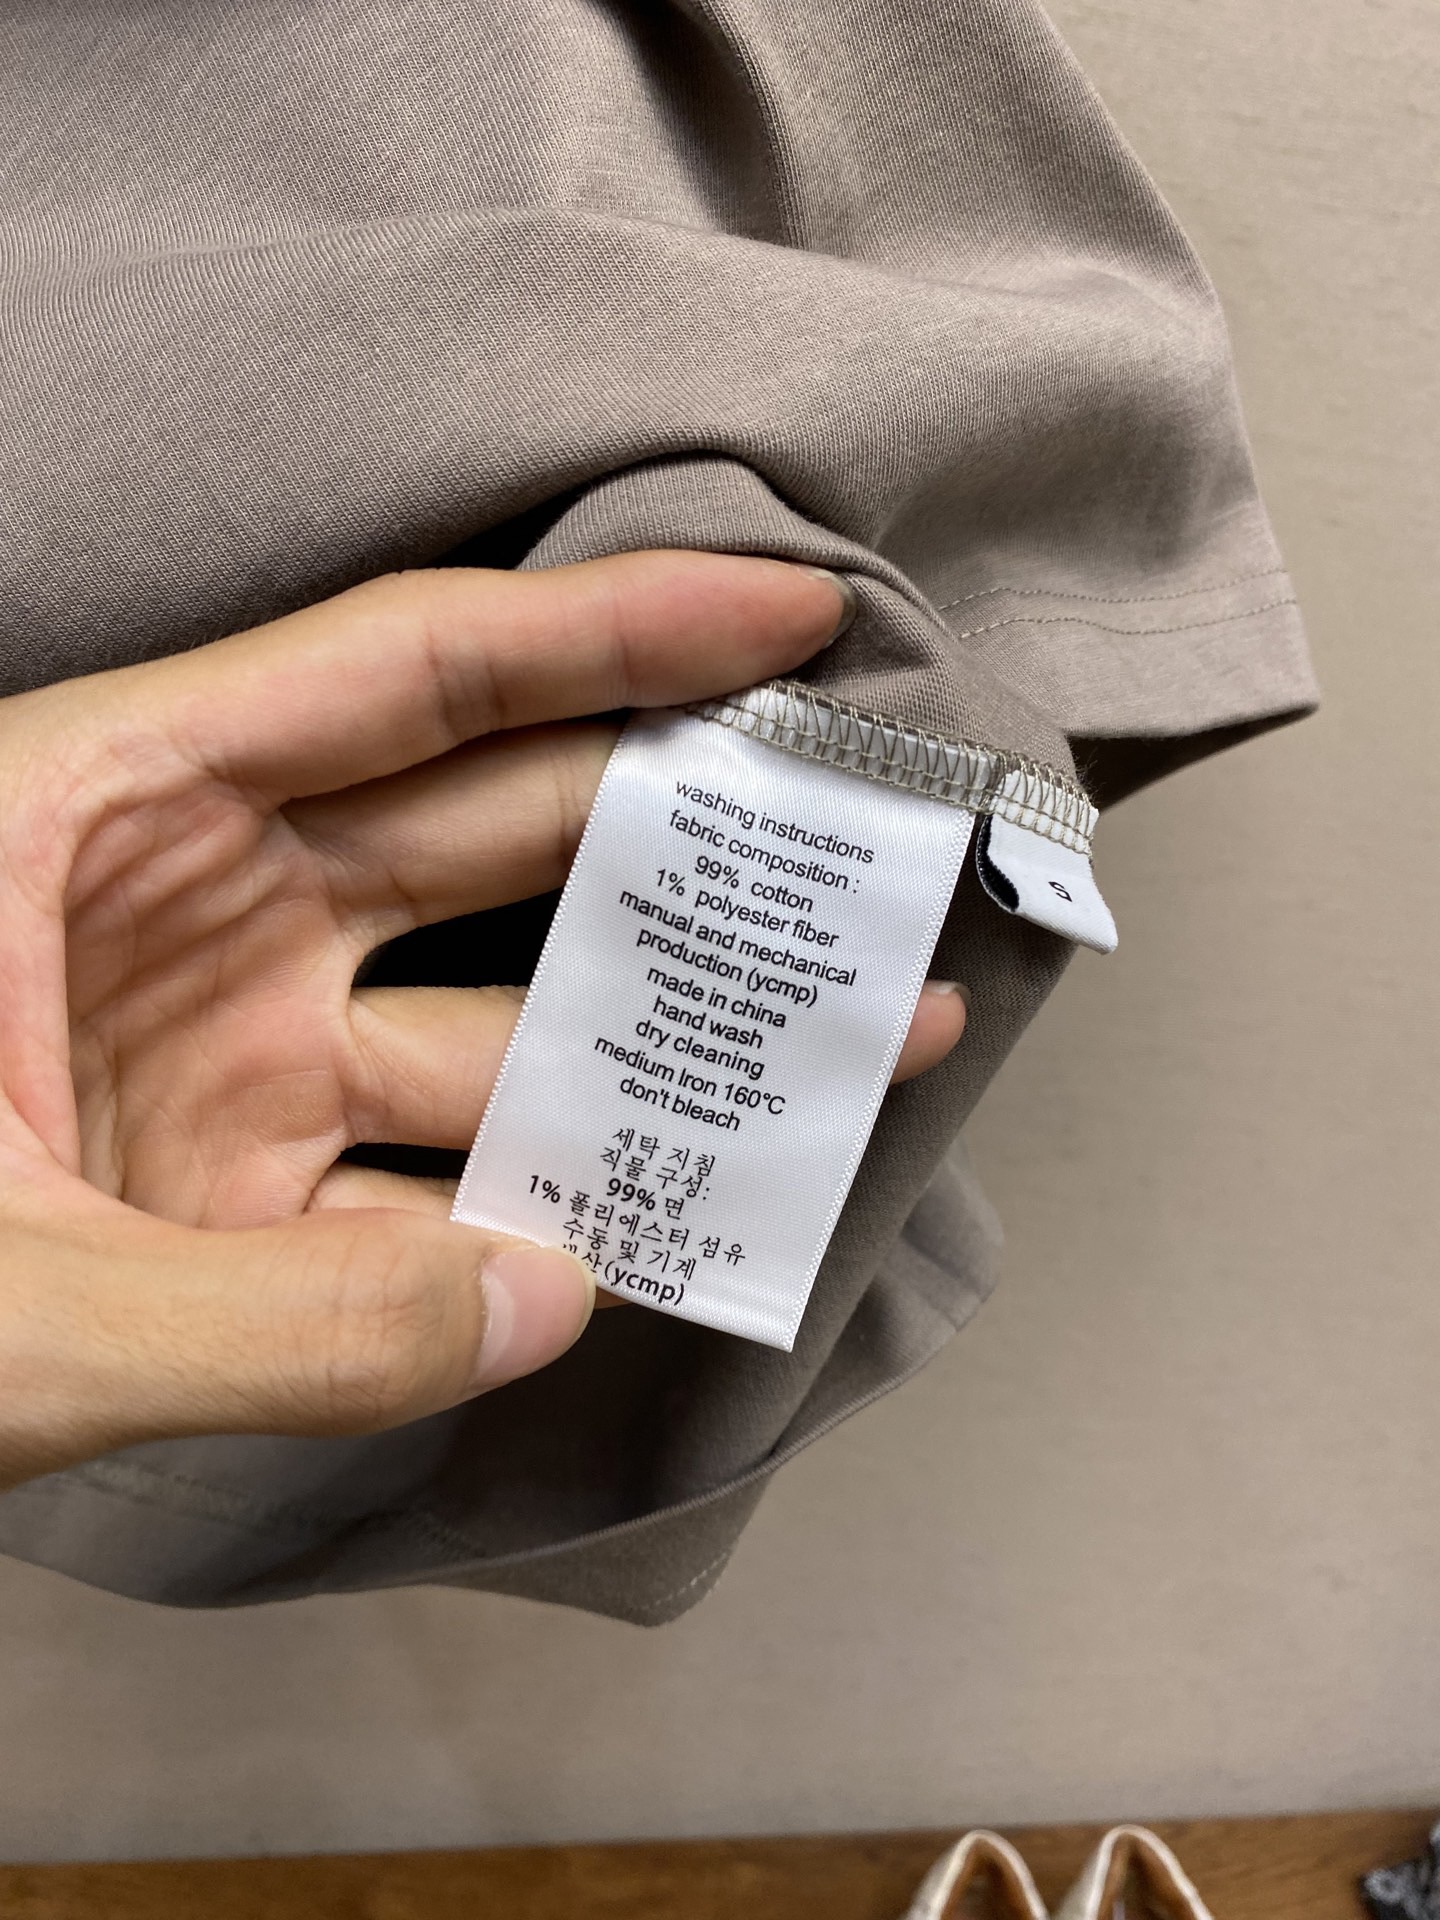 washing instructions
fabric composition :
99% cotton
1% polyester fiber
manual and mechanical
production (ycmp)
made in china
hand wash
dry cleaning
medium Iron 160°C
don't bleach
세탁 지침
직물 구성:
99% 면
1% 폴리에스터 섬유
수동 및 기계
(ycmp)
S